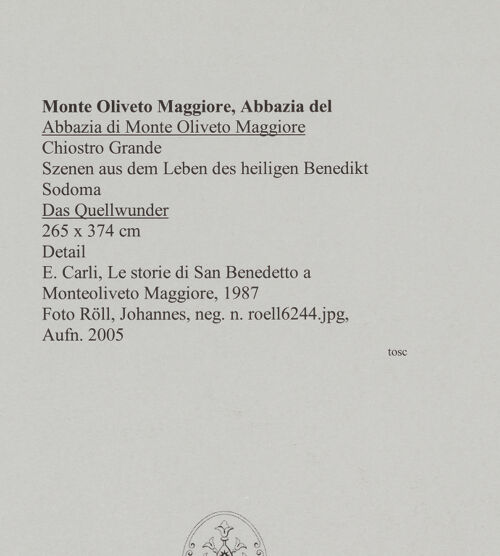 Monte Oliveto Maggiore, Abbazia del
Abbazia di Monte Oliveto Maggiore
Chiostro Grande
Szenen aus dem Leben des heiligen Benedikt
Sodoma
Das Quellwunder
265 x 374 cm
Detail
E. Carli, Le storie di San Benedetto a
Monteoliveto Maggiore, 1987
Foto Röll, Johannes, neg. n. roell6244.jpg,
Aufn. 2005
tosc